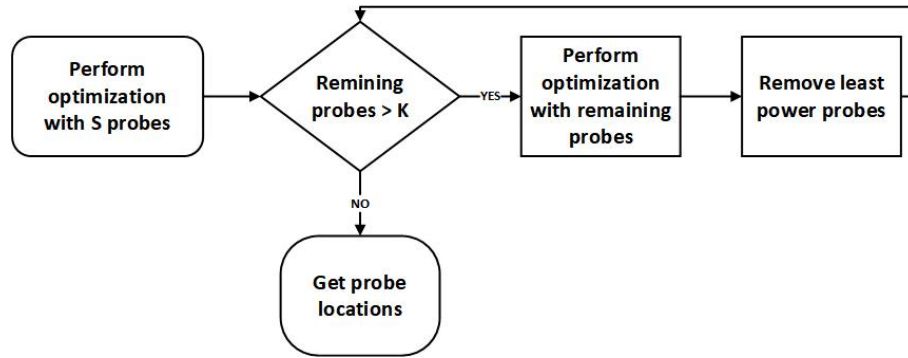 Perform
optimization
with S probes
Remining
probes > K
YES
Perform
optimization
with remaining
probes
Remove least
power probes
NO
Get probe
locations